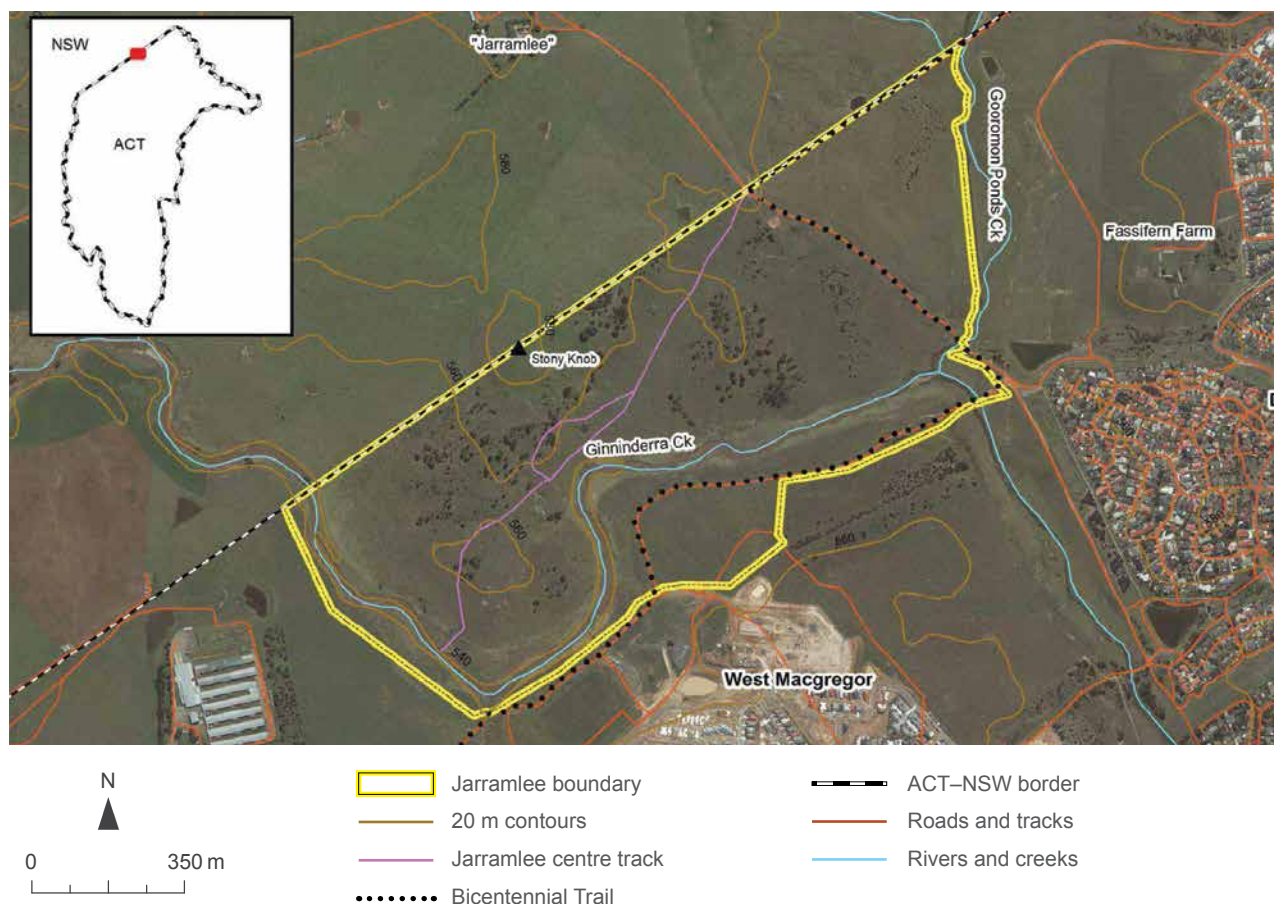 NSW
ACT
"Jarramlee"
580
Gooromon Ponds Ck
Fassifern Farm
Stony Knob
560
Ginninderra Ck
D
560
560
540
West Macgregor
N
0 350 m
Jarramlee boundary
20 m contours
Jarramlee centre track
Bicentennial Trail
ACT–NSW border
Roads and tracks
Rivers and creeks